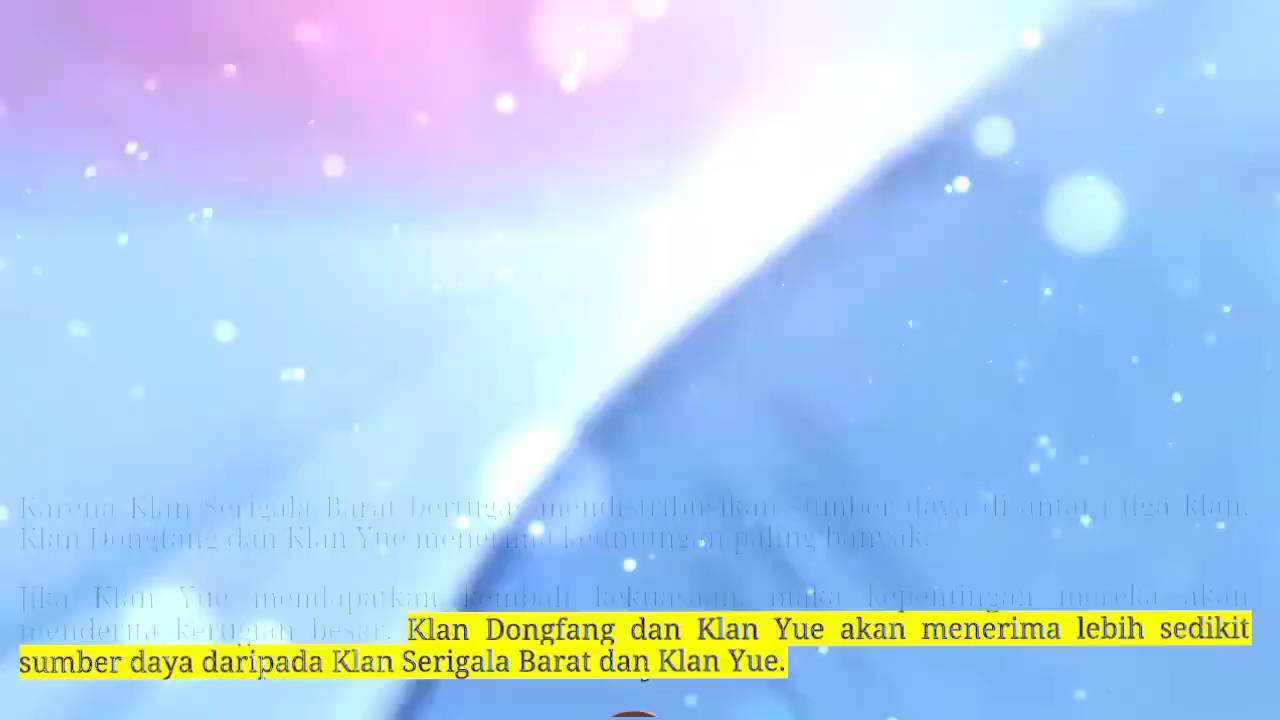 Karena Klan Serigala Barat bertugas mendistribusikan sumber daya di antara tiga klan,
Klan Dongfang dan Klan Yue menerima keuntungan paling banyak.
Jika Klan Yue mendapatkan kembali kekuasaan, maka kepentingan mereka akan
menderita kerugian besar. Klan Dongfang dan Klan Yue akan menerima lebih sedikit
sumber daya daripada Klan Serigala Barat dan Klan Yue.